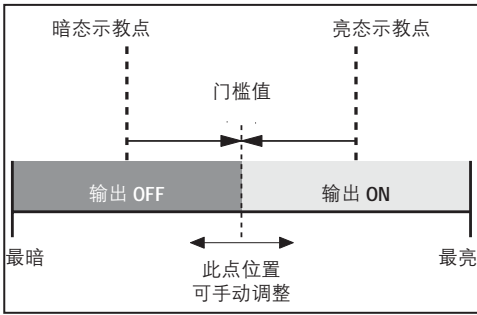 暗态示教点
亮态示教点
门槛值
输出 OFF
输出 ON
最暗
最亮
此点位置
可手动调整